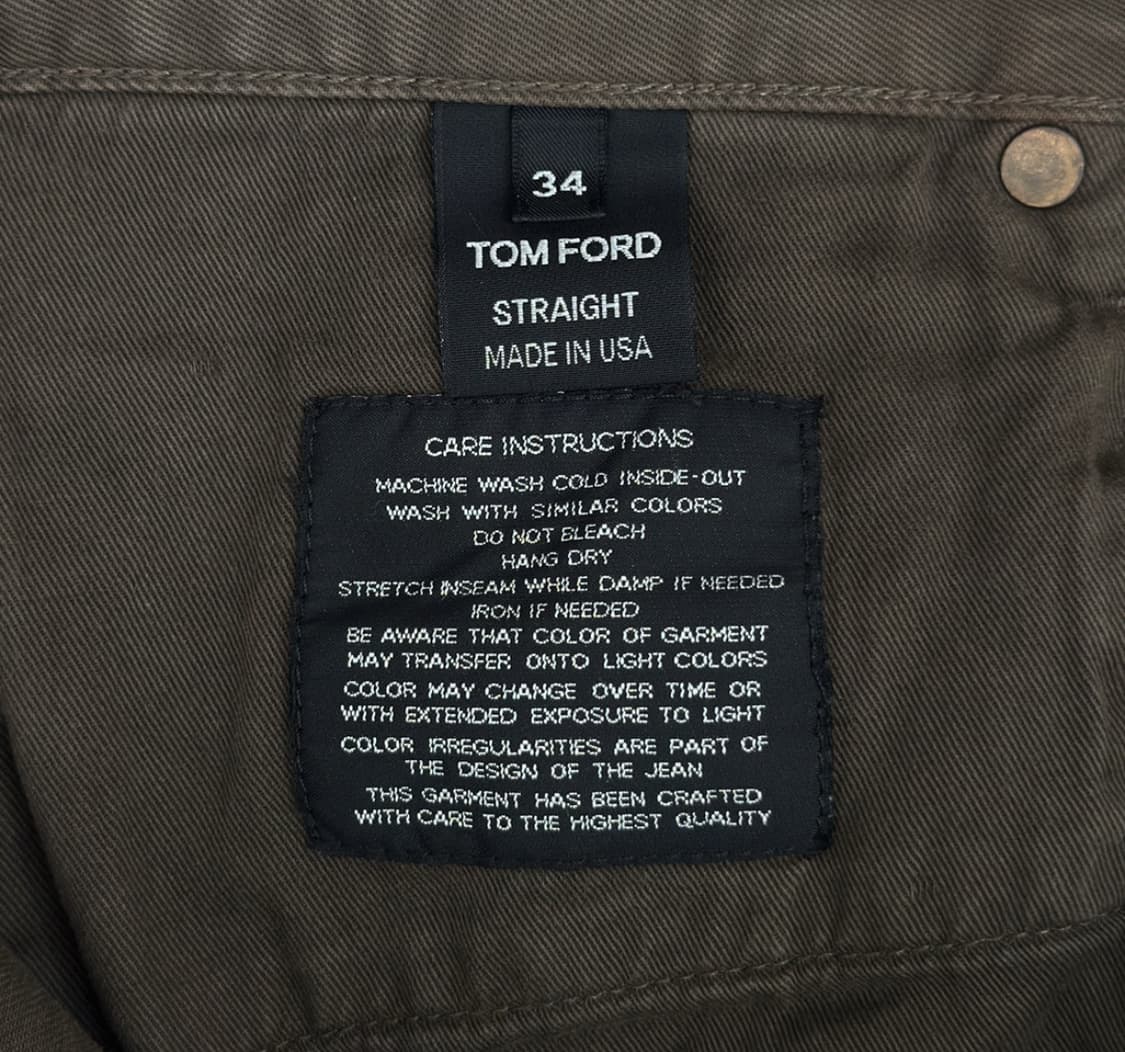 34
TOM FORD
STRAIGHT
MADE IN USA
CARE INSTRUCTIONS
MACHINE WASH COLD INSIDE-OUT
WASH WITH SIMILAR COLORS
DO NOT BLEACH
HANG DRY
STRETCH INSEAM WHILE DAMP IF NEEDED
IRON IF NEEDED
BE AWARE THAT COLOR OF GARMENT
MAY TRANSFER ONTO LIGHT COLORS
COLOR MAY CHANGE OVER TIME OR
WITH EXTENDED EXPOSURE TO LIGHT
COLOR IRREGULARITIES ARE PART OF
THE DESIGN OF THE JEAN
THIS GARMENT HAS BEEN CRAFTED
WITH CARE TO THE HIGHEST QUALITY